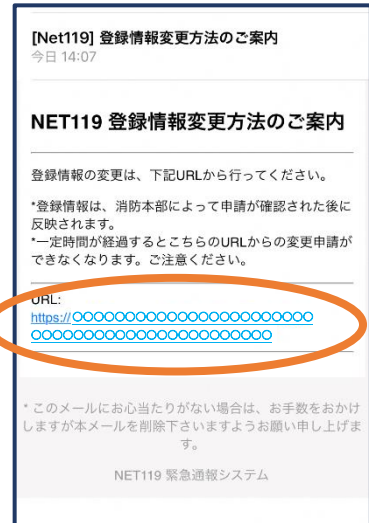 [Net119] 登録情報変更方法のご案内
今日 14:07
NET119 登録情報変更方法のご案内
登録情報の変更は、下記URLから行ってください。
*登録情報は、消防本部によって申請が確認された後に
反映されます。
*一定時間が経過するとこちらのURLからの変更申請が
できなくなります。ご注意ください。
URL:
https://〇〇〇〇〇〇〇〇〇〇〇〇〇〇〇〇〇〇〇〇〇〇〇
〇〇〇〇〇〇〇〇〇〇〇〇〇〇〇〇〇〇〇〇〇〇〇
* このメールにお心当たりがない場合は、お手数をおかけ
しますが本メールを削除下さいますようお願い申し上げま
す。
NET119 緊急通報システム